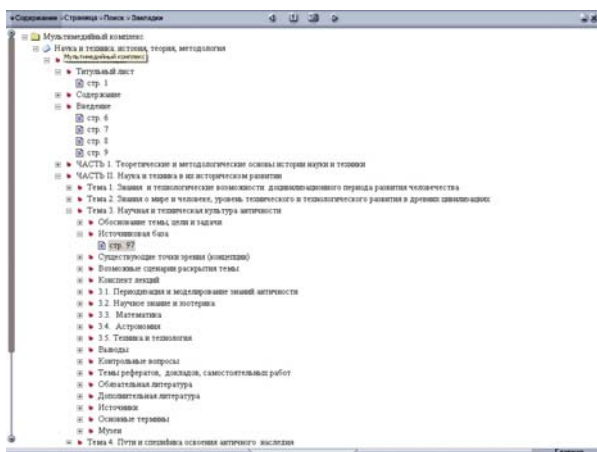 Содержание Страница Поиск Закладки
Мультимедийный комплекс
Наука и техника: история, теория, методология
Мультимедийный комплекс
Титульный лист
стр. 1
Содержание
Введение
стр. 6
стр. 7
стр. 8
стр. 9
ЧАСТЬ I. Теоретические и методологические основы истории науки и техники
ЧАСТЬ II. Наука и техника в их историческом развитии
Тема 1. Знания и технологические возможности доцивилизационного периода развития человечества
Тема 2. Знания о мире и человеке, уровень технического и технологического развития в древних цивилизациях
Тема 3. Научная и техническая культура античности
Обоснование темы, цели и задачи
Источниковая база
стр. 97
Существующие точки зрения (концепции)
Возможные сценарии раскрытия темы
Конспект лекций
3.1. Периодизация и моделирование знаний античности
3.2. Научное знание и эзотерика
3.3. Математика
3.4. Астрономия
3.5. Техника и технология
Выводы
Контрольные вопросы
Темы рефератов, докладов, самостоятельных работ
Обязательная литература
Дополнительная литература
Источники
Основные термины
Музеи
Тема 4. Пути и специфика освоения античного наследия